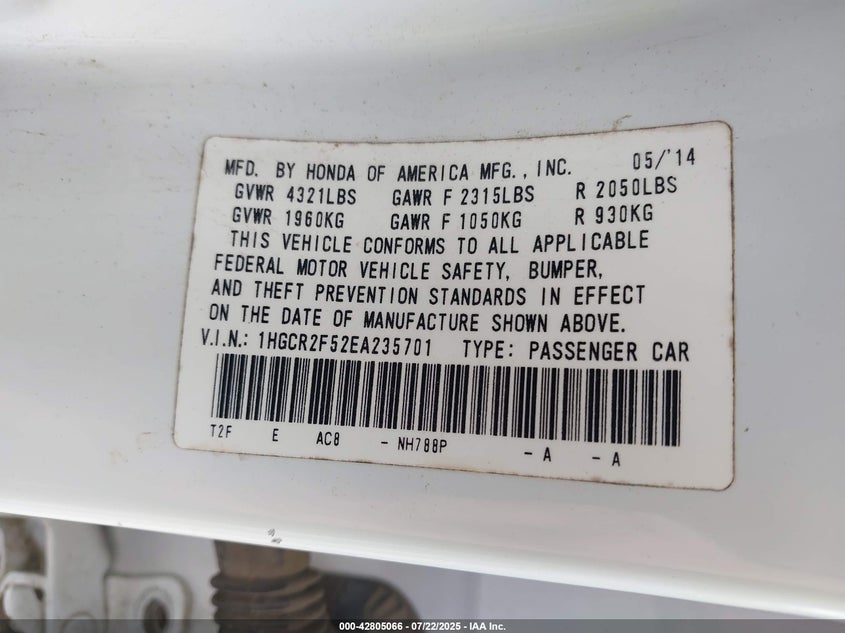 MFD. BY HONDA OF AMERICA MFG., INC. 05/'14
GVWR 4321LBS GAWR F 2315LBS R 2050LBS
GVWR 1960KG GAWR F 1050KG R 930KG
THIS VEHICLE CONFORMS TO ALL APPLICABLE
FEDERAL MOTOR VEHICLE SAFETY, BUMPER,
AND THEFT PREVENTION STANDARDS IN EFFECT
ON THE DATE OF MANUFACTURE SHOWN ABOVE.
V.I.N.: 1HGCR2F52EA235701 TYPE: PASSENGER CAR
T2F E AC8 - NH788P - A - A
000-42805066 - 07/22/2025 - IAA Inc.